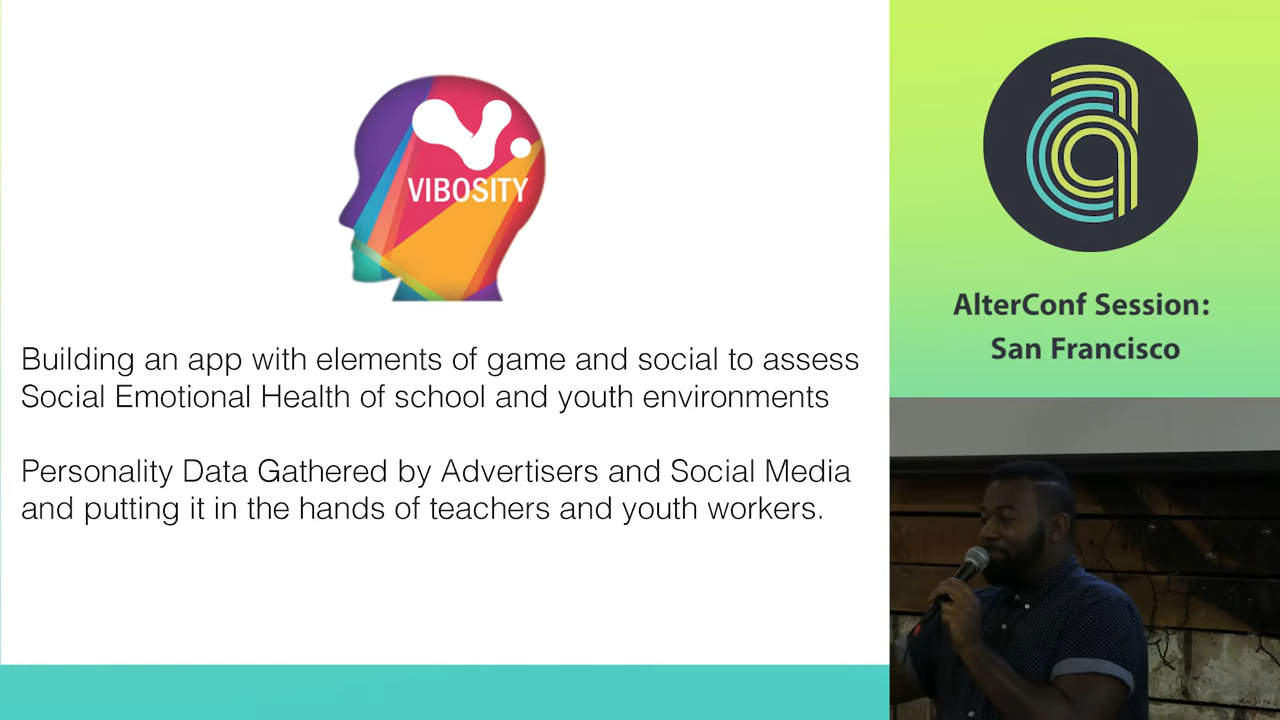 VIBOSITY
Building an app with elements of game and social to assess
Social Emotional Health of school and youth environments
Personality Data Gathered by Advertisers and Social Media
and putting it in the hands of teachers and youth workers.
AlterConf Session:
San Francisco